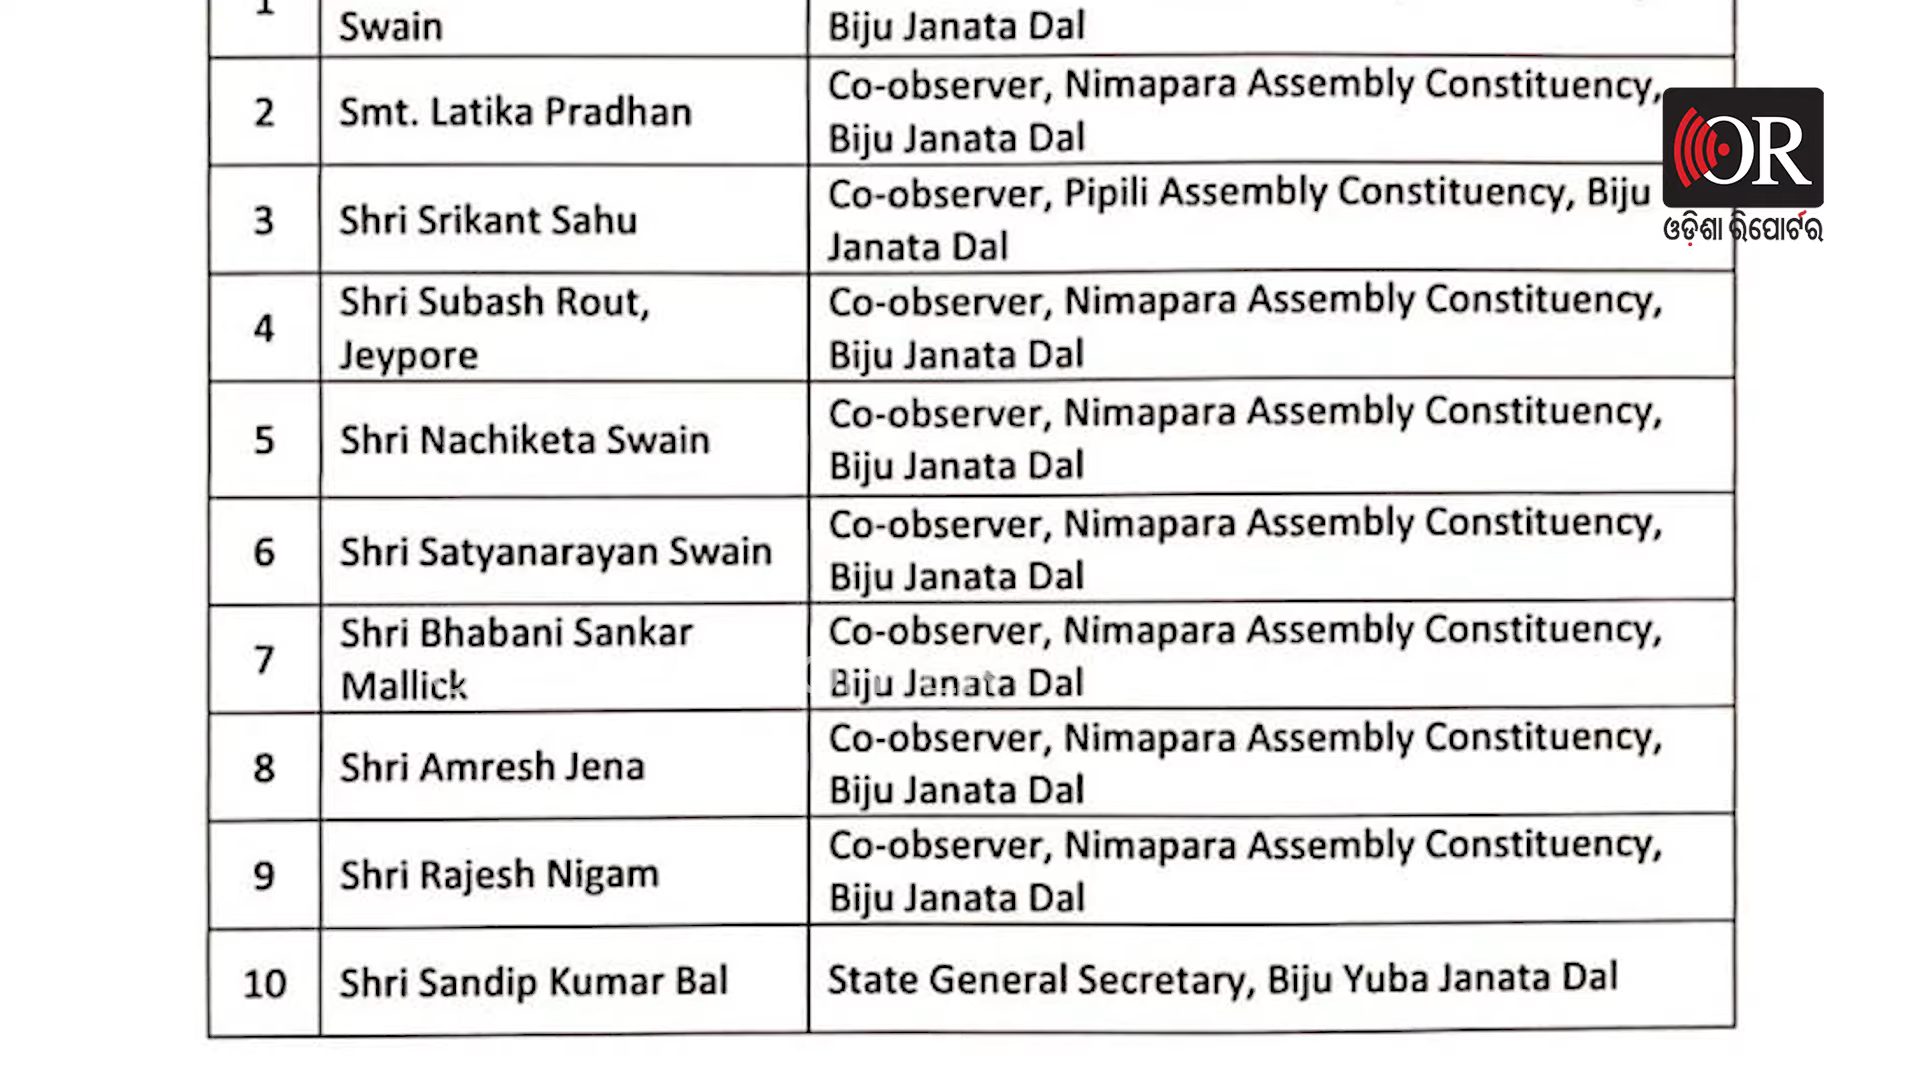 1
Swain
Biju Janata Dal
2
Smt. Latika Pradhan
Co-observer, Nimapara Assembly Constituency,
Biju Janata Dal
3
Shri Srikant Sahu
Co-observer, Pipili Assembly Constituency, Biju
Janata Dal
4
Shri Subash Rout,
Jeypore
Co-observer, Nimapara Assembly Constituency,
Biju Janata Dal
5
Shri Nachiketa Swain
Co-observer, Nimapara Assembly Constituency,
Biju Janata Dal
6
Shri Satyanarayan Swain
Co-observer, Nimapara Assembly Constituency,
Biju Janata Dal
7
Shri Bhabani Sankar
Mallick
Co-observer, Nimapara Assembly Constituency,
Biju Janata Dal
8
Shri Amresh Jena
Co-observer, Nimapara Assembly Constituency,
Biju Janata Dal
9
Shri Rajesh Nigam
Co-observer, Nimapara Assembly Constituency,
Biju Janata Dal
10
Shri Sandip Kumar Bal
State General Secretary, Biju Yuba Janata Dal
OR
ଓଡ଼ିଶା ରିପୋର୍ଟର